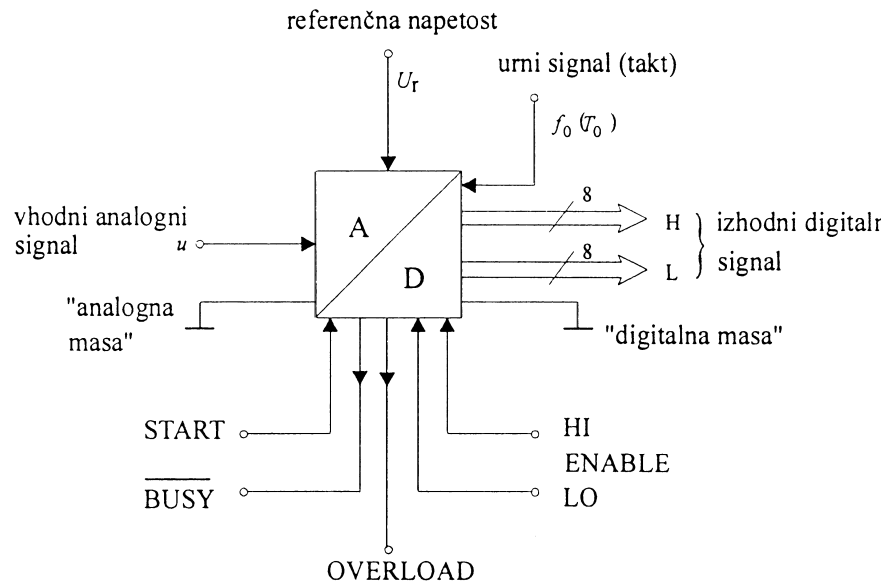 referenčna napetost
urni signal (takt)
Ur
f0 (T0)
8
vhodni analogni
signal
u
A
H
izhodni digitaln
signal
8
D
L
"analogna
masa"
"digitalna masa"
START
HI
ENABLE
BUSY
LO
OVERLOAD